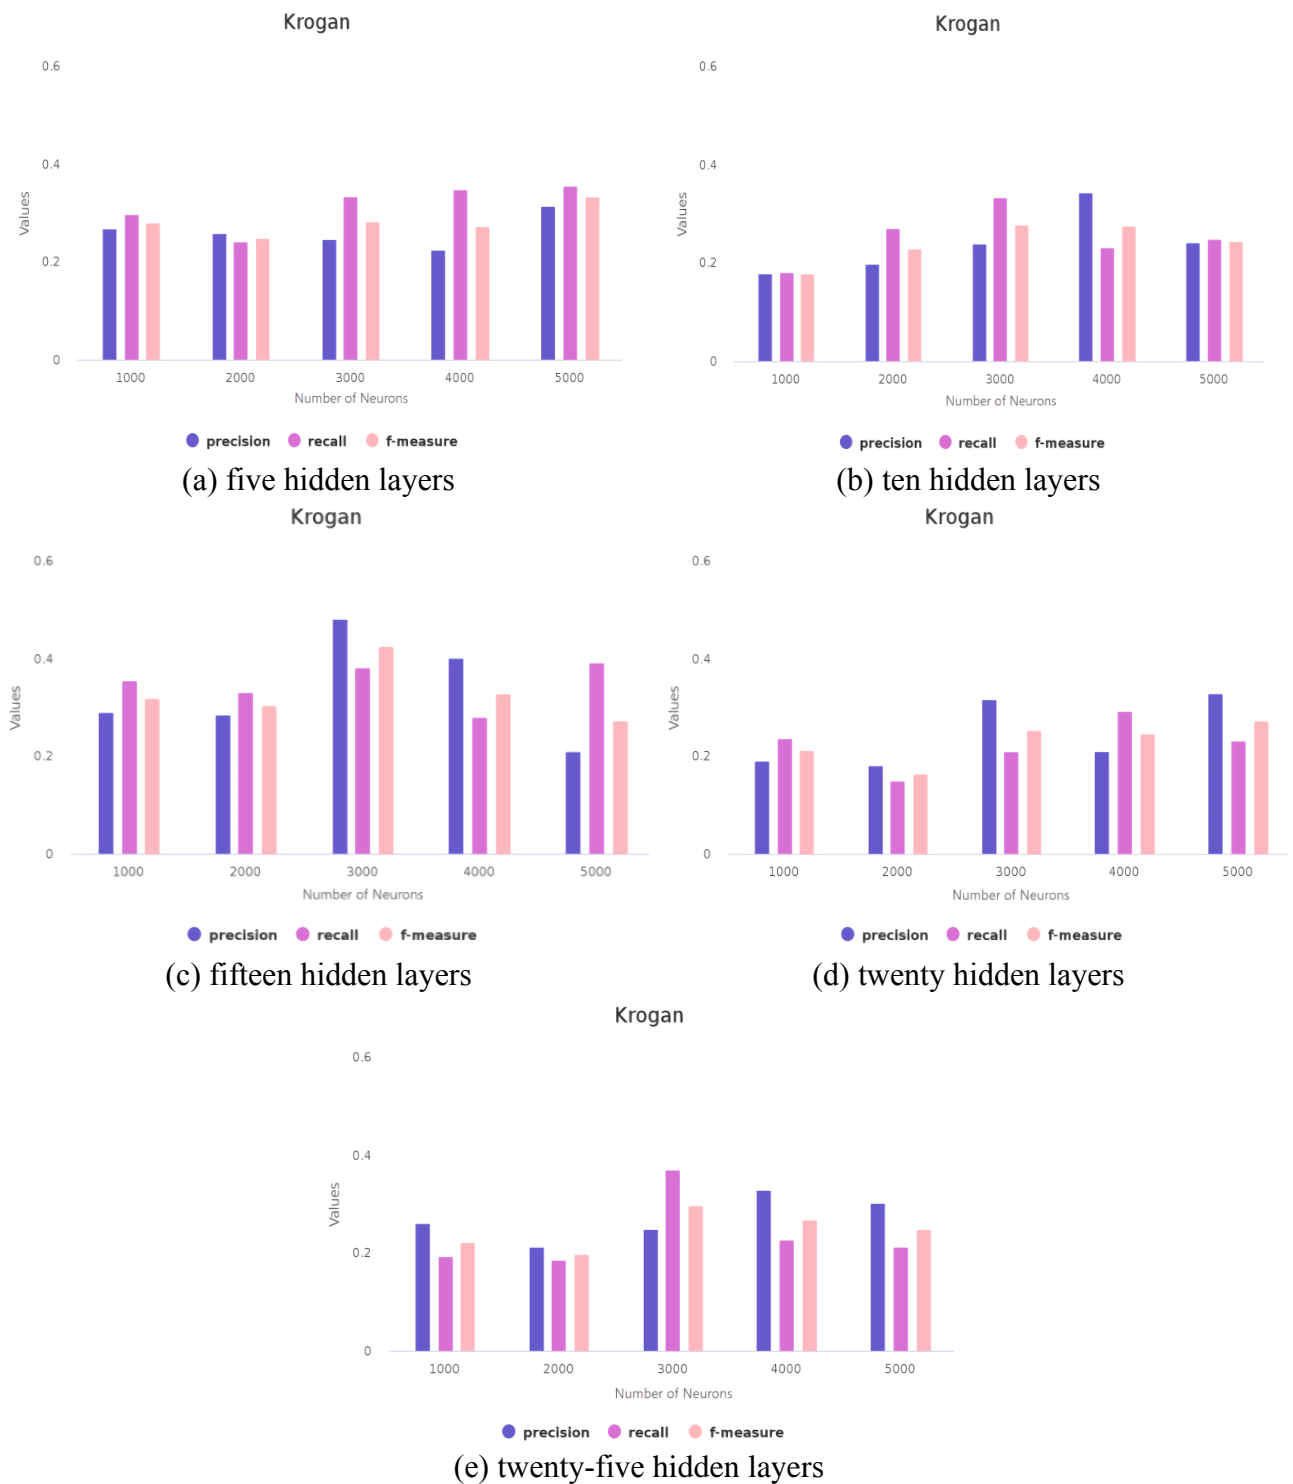 Krogan
0.6
0.4
0.2
0
Values
1000 2000 3000 4000 5000
Number of Neurons
precision recall f-measure
(a) five hidden layers
Krogan
0.6
0.4
0.2
0
Values
1000 2000 3000 4000 5000
Number of Neurons
precision recall f-measure
(b) ten hidden layers
Krogan
0.6
0.4
0.2
0
Values
1000 2000 3000 4000 5000
Number of Neurons
precision recall f-measure
(c) fifteen hidden layers
Krogan
0.6
0.4
0.2
0
Values
1000 2000 3000 4000 5000
Number of Neurons
precision recall f-measure
(d) twenty hidden layers
Krogan
0.6
0.4
0.2
0
Values
1000 2000 3000 4000 5000
Number of Neurons
precision recall f-measure
(e) twenty-five hidden layers